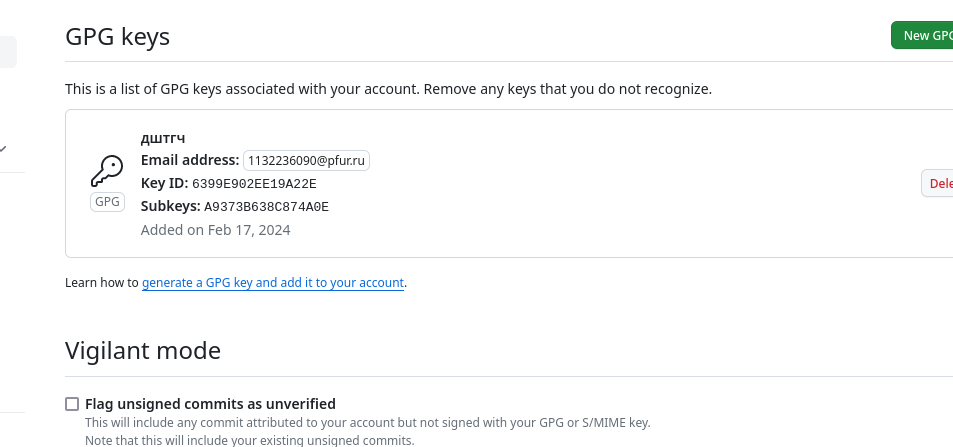 GPG keys
New GPG
This is a list of GPG keys associated with your account. Remove any keys that you do not recognize.
дштгч
Email address: 1132236090@pfur.ru
Key ID: 6399E902EE19A22E
GPG
Subkeys: A9373B638C874A0E
Dele
Added on Feb 17, 2024
Learn how to generate a GPG key and add it to your account.
Vigilant mode
Flag unsigned commits as unverified
This will include any commit attributed to your account but not signed with your GPG or S/MIME key.
Note that this will include your existing unsigned commits.